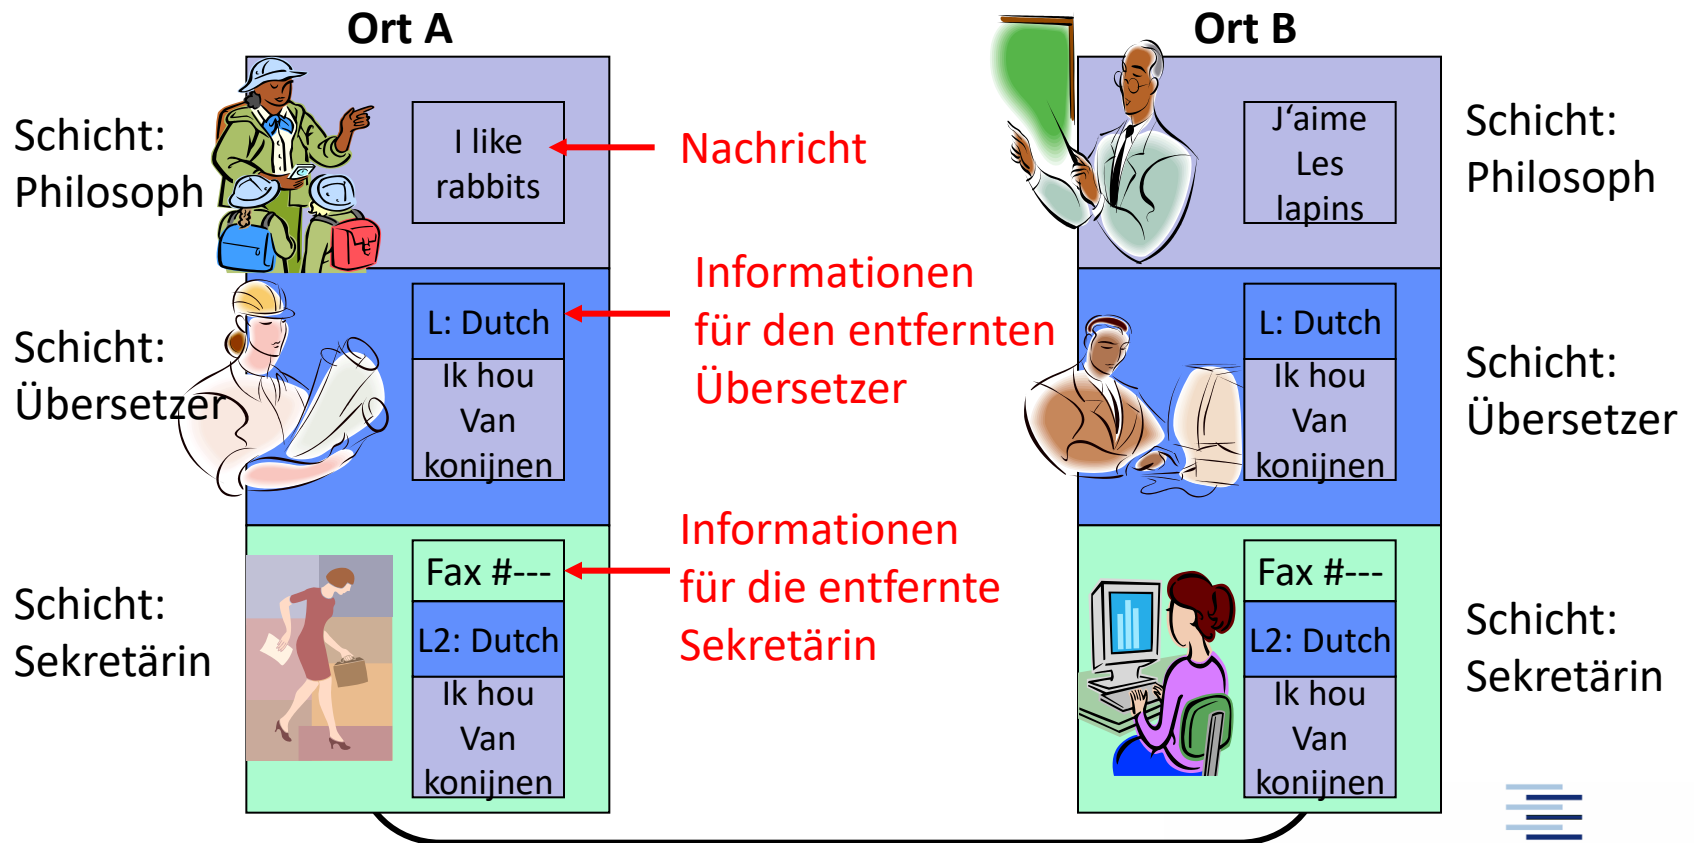 Ort A
Ort B
Schicht:
Philosoph
I like
rabbits
Nachricht
J‘aime
Les
lapins
Schicht:
Philosoph
Schicht:
Übersetzer
L: Dutch
Ik hou
Van
konijnen
Informationen
für den entfernten
Übersetzer
L: Dutch
Ik hou
Van
konijnen
Schicht:
Übersetzer
Schicht:
Sekretärin
Fax #---
L2: Dutch
Ik hou
Van
konijnen
Informationen
für die entfernte
Sekretärin
Fax #---
L2: Dutch
Ik hou
Van
konijnen
Schicht:
Sekretärin